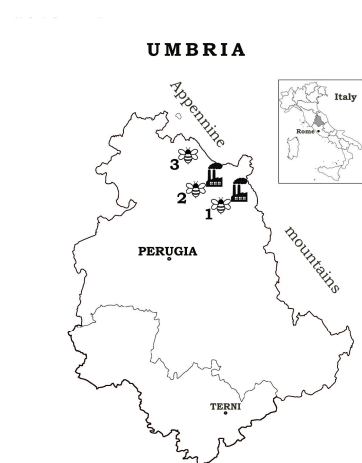 UMBRIA
Appennine
Italy
Rome
3
2
1
PERUGIA
mountains
TERNI